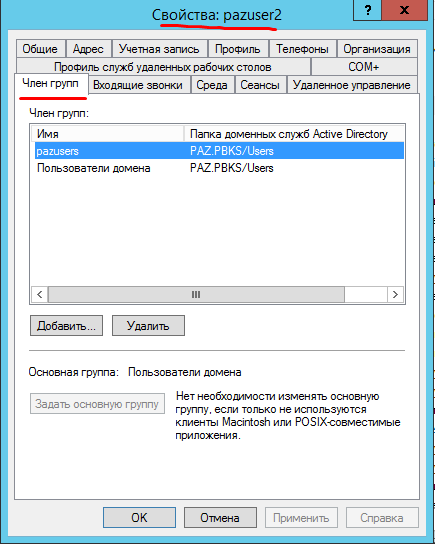 Свойства: pazuser2
? x
Общие Адрес Учетная запись Профиль Телефоны Организация
Профиль служб удаленных рабочих столов COM+
Член групп Входящие звонки Среда Сеансы Удаленное управление
Член групп:
Имя Папка доменных служб Active Directory
pazusers PAZ.PBKS/Users
Пользователи домена PAZ.PBKS/Users
Добавить... Удалить
Основная группа: Пользователи домена
Задать основную группу
Нет необходимости изменять основную
группу, если только не используются
клиенты Macintosh или POSIX-совместимые
приложения.
OK Отмена Применить Справка